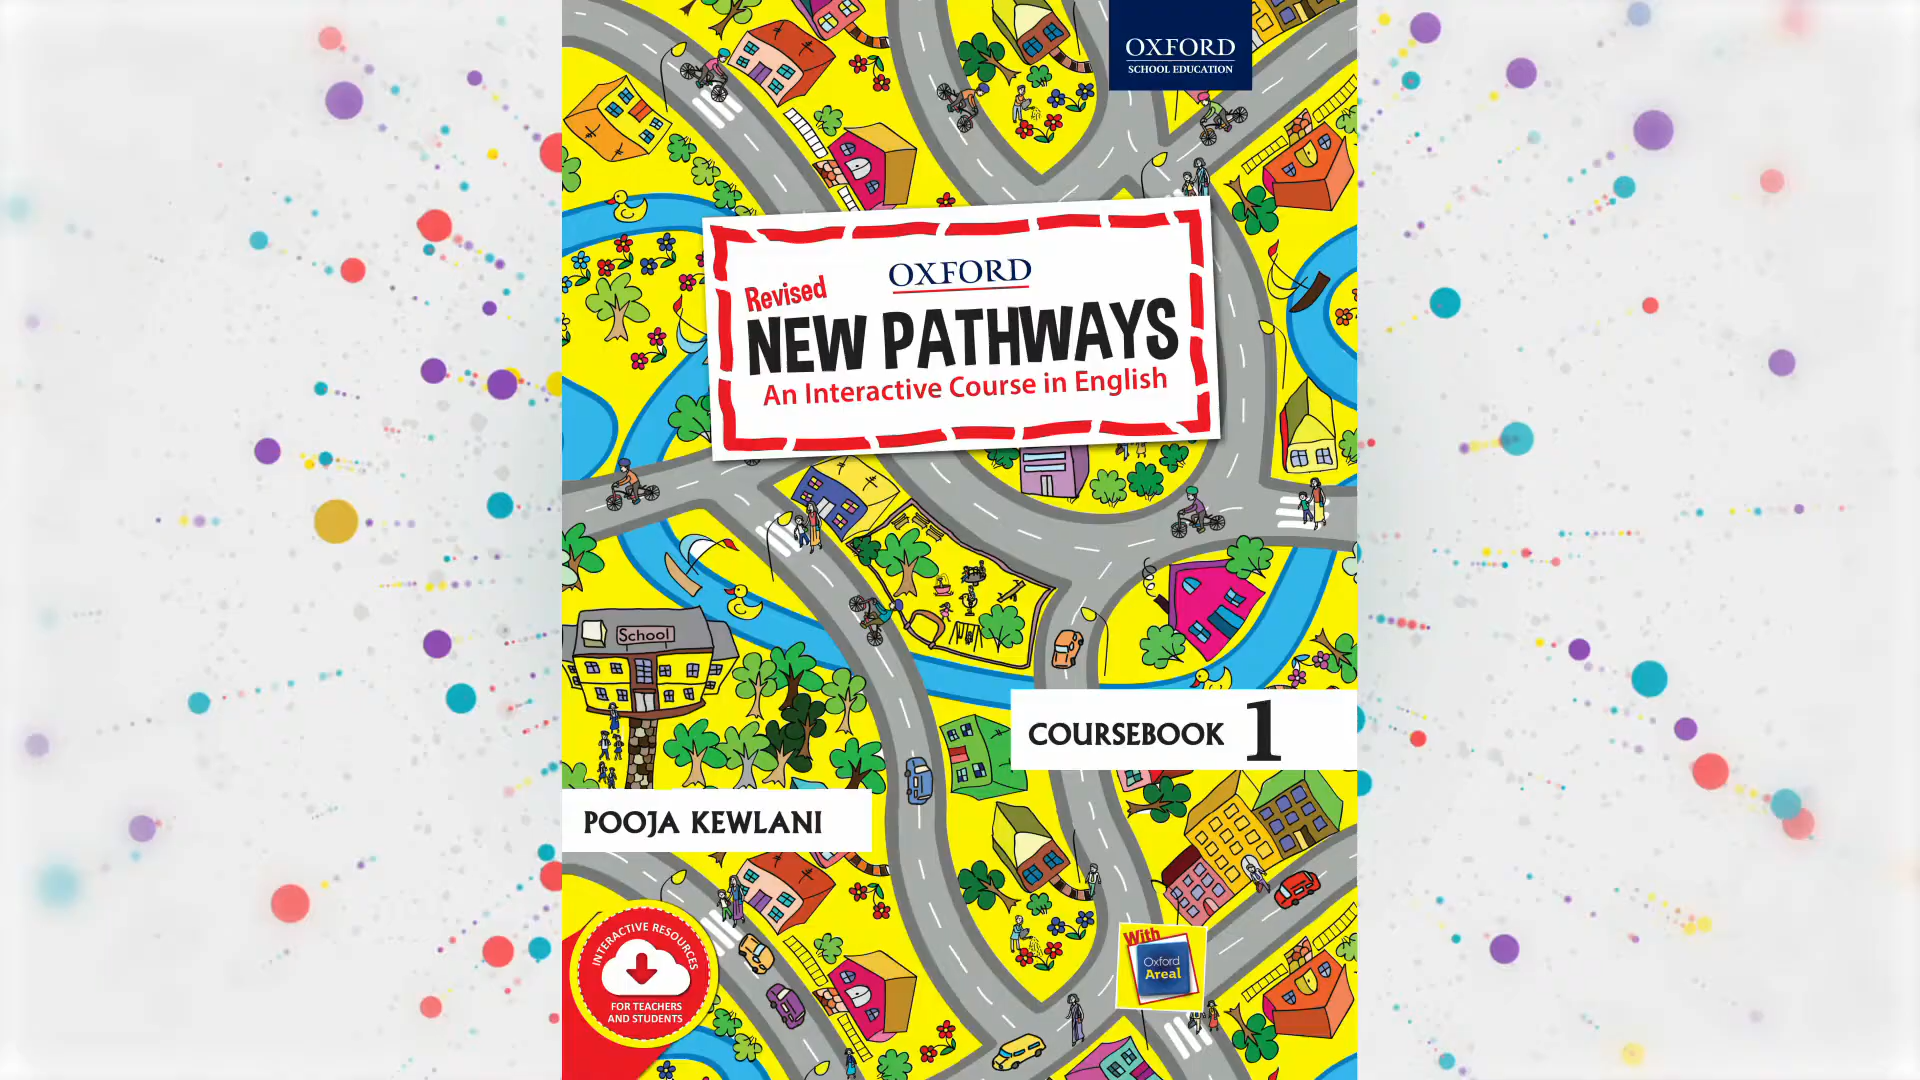 OXFORD
SCHOOL EDUCATION
OXFORD
Revised
NEW PATHWAYS
An Interactive Course in English
School
COURSEBOOK 1
POOJA KEWLANI
INTERACTIVE RESOURCES
FOR TEACHERS
AND STUDENTS
With
Oxford
Areal